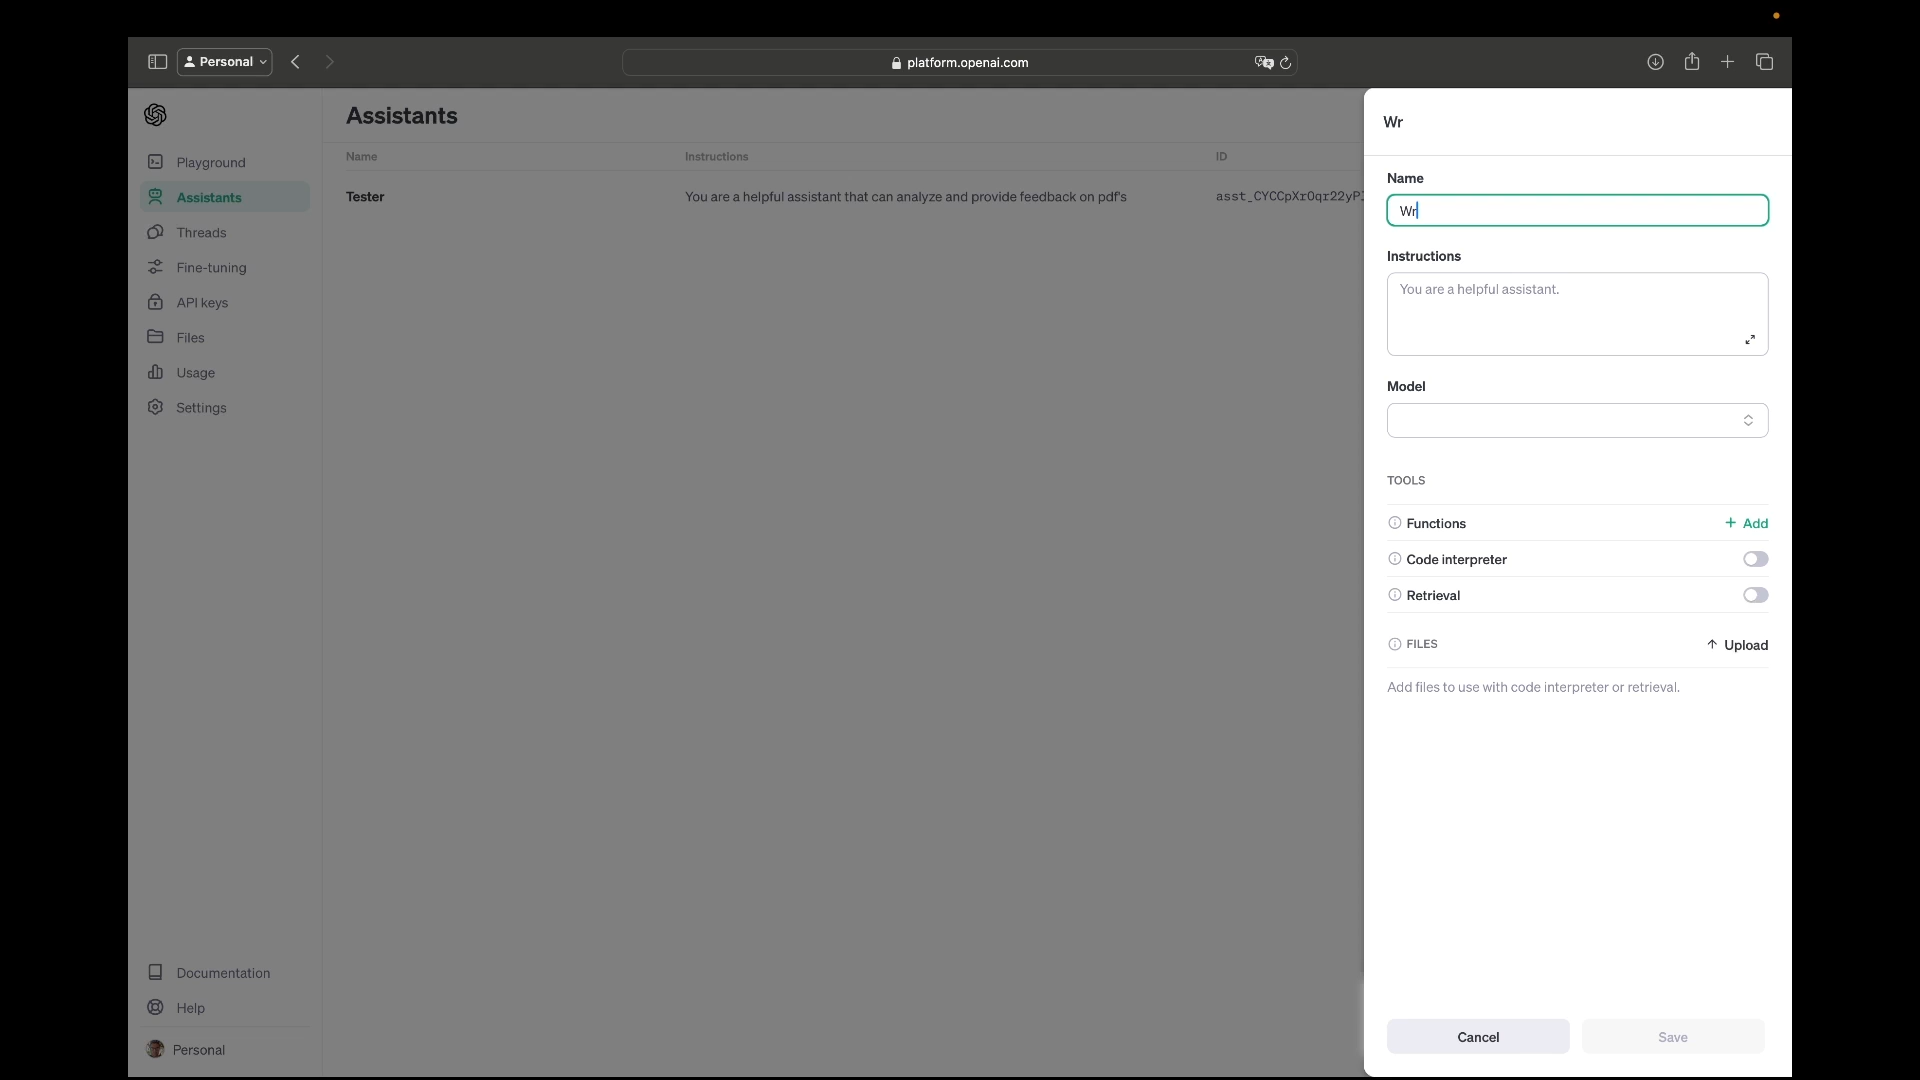 Personal
platform.openai.com
Playground
Assistants
Threads
Fine-tuning
API keys
Files
Usage
Settings
Documentation
Help
Personal
Assistants
Name Instructions ID
Tester You are a helpful assistant that can analyze and provide feedback on pdf's asst_CYCCpXrOqr22yPJ
Wr
Name
Wr
Instructions
You are a helpful assistant.
Model
TOOLS
Functions + Add
Code interpreter
Retrieval
FILES Upload
Add files to use with code interpreter or retrieval.
Cancel Save